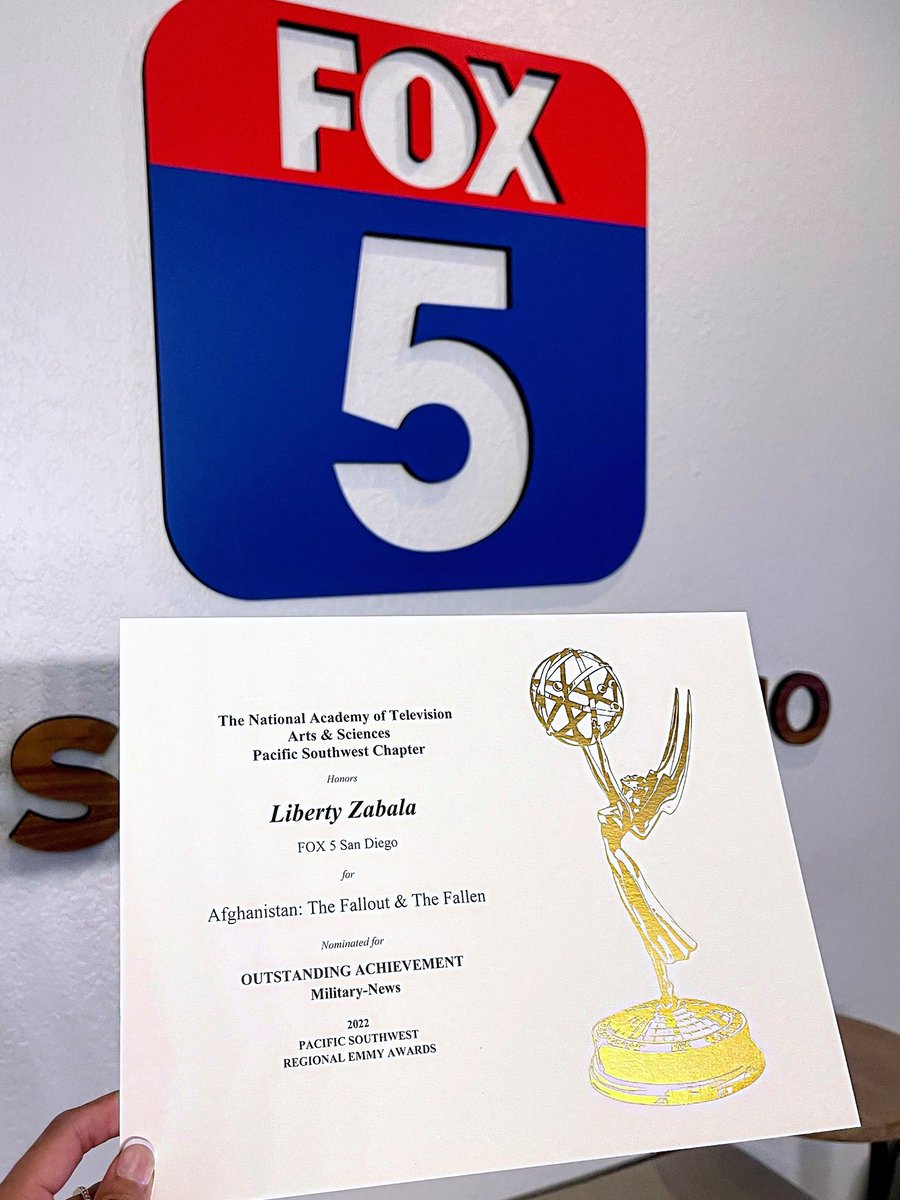 FOX
5
S
O
The National Academy of Television
Arts & Sciences
Pacific Southwest Chapter
Honors
Liberty Zabala
FOX 5 San Diego
for
Afghanistan: The Fallout & The Fallen
Nominated for
OUTSTANDING ACHIEVEMENT
Military-News
2022
PACIFIC SOUTHWEST
REGIONAL EMMY AWARDS